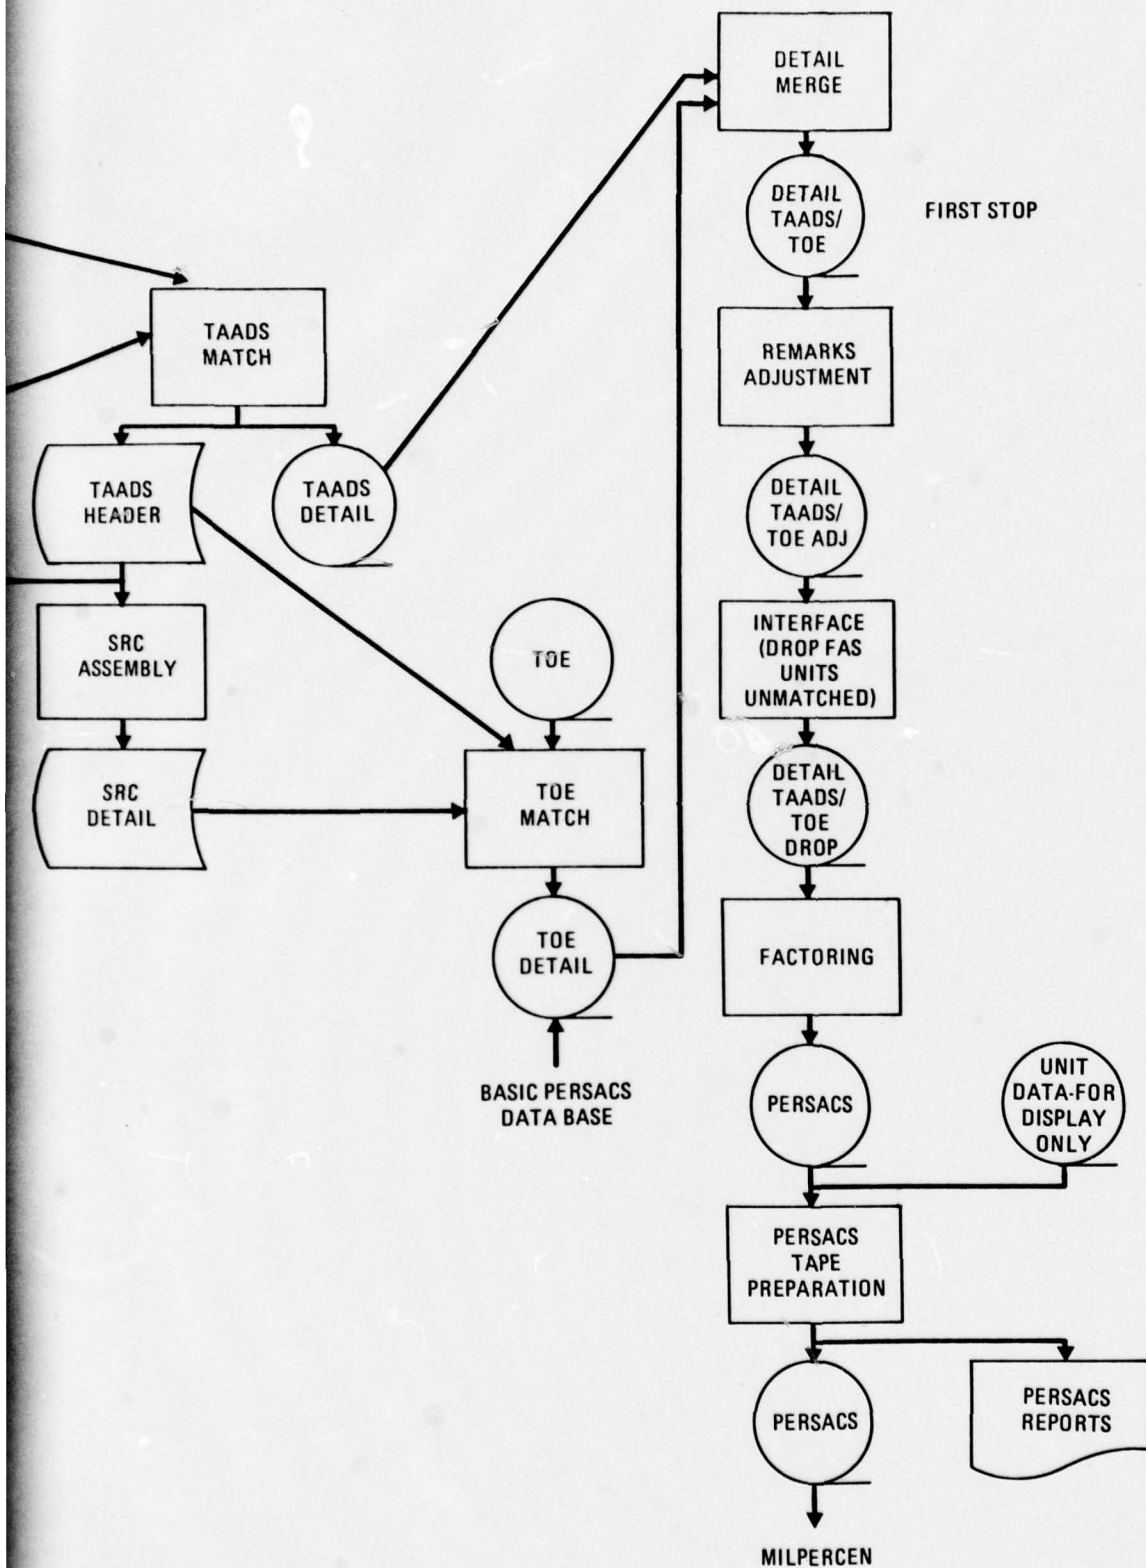 DETAIL
MERGE
DETAIL
TAADS/
TOE
FIRST STOP
TAADS
MATCH
REMARKS
ADJUSTMENT
TAADS
HEADER
TAADS
DETAIL
DETAIL
TAADS/
TOE ADJ
SRC
ASSEMBLY
TOE
INTERFACE
(DROP FAS
UNITS
UNMATCHED)
SRC
DETAIL
TOE
MATCH
DETAIL
TAADS/
TOE
DROP
TOE
DETAIL
FACTORING
BASIC PERSACS
DATA BASE
PERSACS
UNIT
DATA-FOR
DISPLAY
ONLY
PERSACS
TAPE
PREPARATION
PERSACS
PERSACS
REPORTS
MILPERCEN